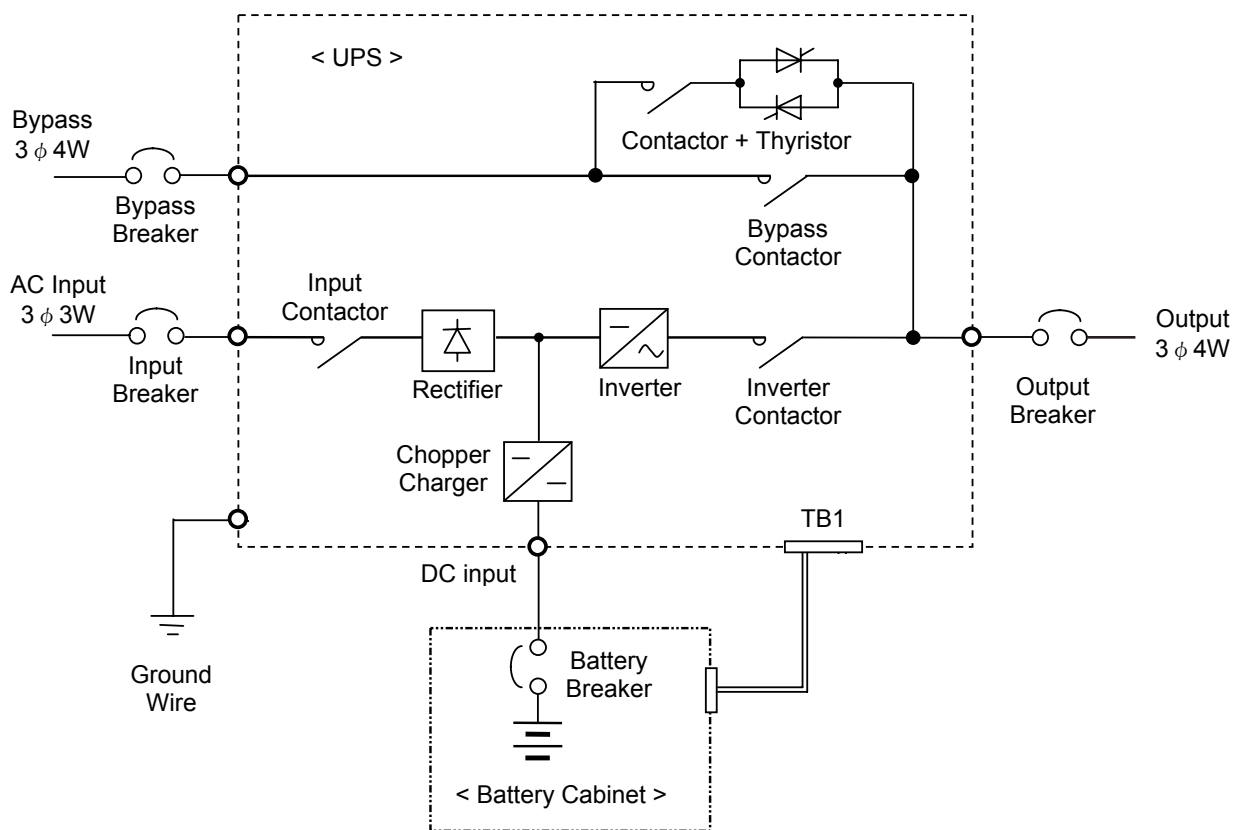 < UPS >
Contactor + Thyristor
Bypass
3 φ 4W
Bypass
Breaker
Bypass
Contactor
AC Input
3 φ 3W
Input
Breaker
Input
Contactor
Rectifier
Inverter
Inverter
Contactor
Output
3 φ 4W
Output
Breaker
Chopper
Charger
TB1
DC input
Ground
Wire
Battery
Breaker
< Battery Cabinet >